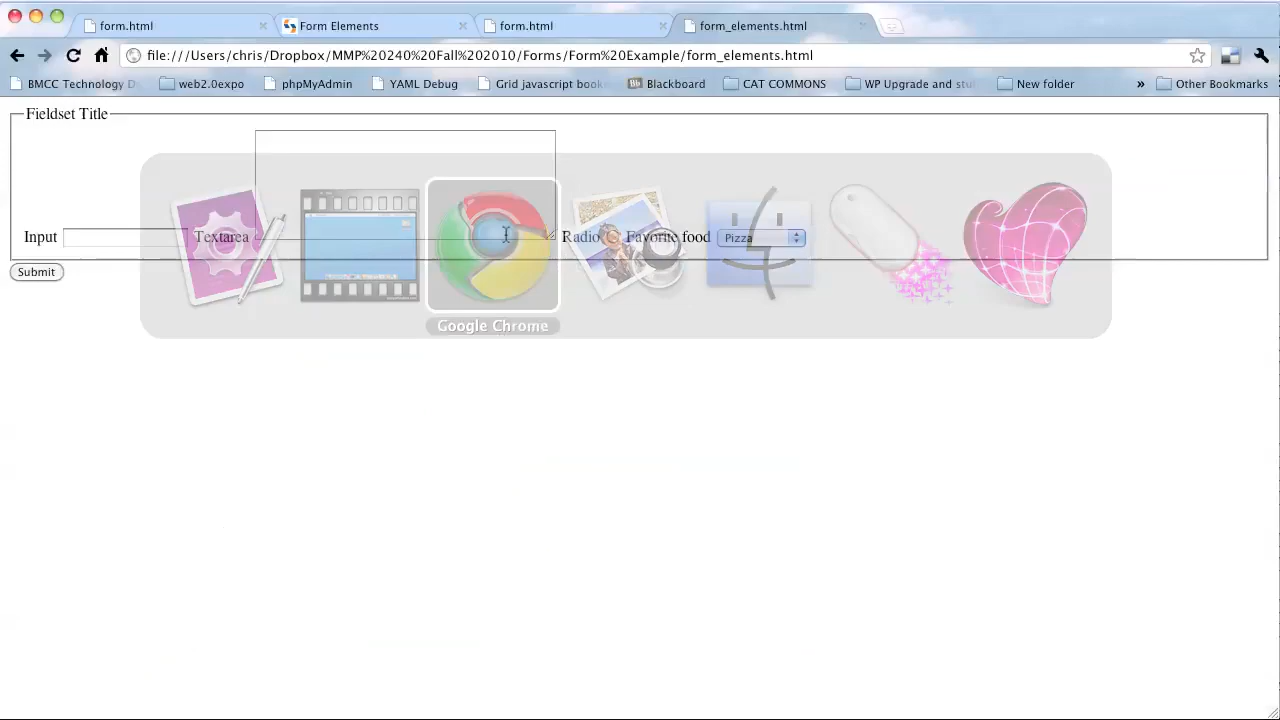 form.html
Form Elements
form.html
form_elements.html
file:///Users/chris/Dropbox/MMP%20240%20Fall%202010/Forms/Form%20Example/form_elements.html
BMCC Technology D
web2.0expo
phpMyAdmin
YAML Debug
Grid javascript book
Bb Blackboard
CAT COMMONS
WP Upgrade and stu
New folder
»
Other Bookmarks
Fieldset Title
Input
Textarea
Radio
Favorite food
Pizza
Submit
Google Chrome